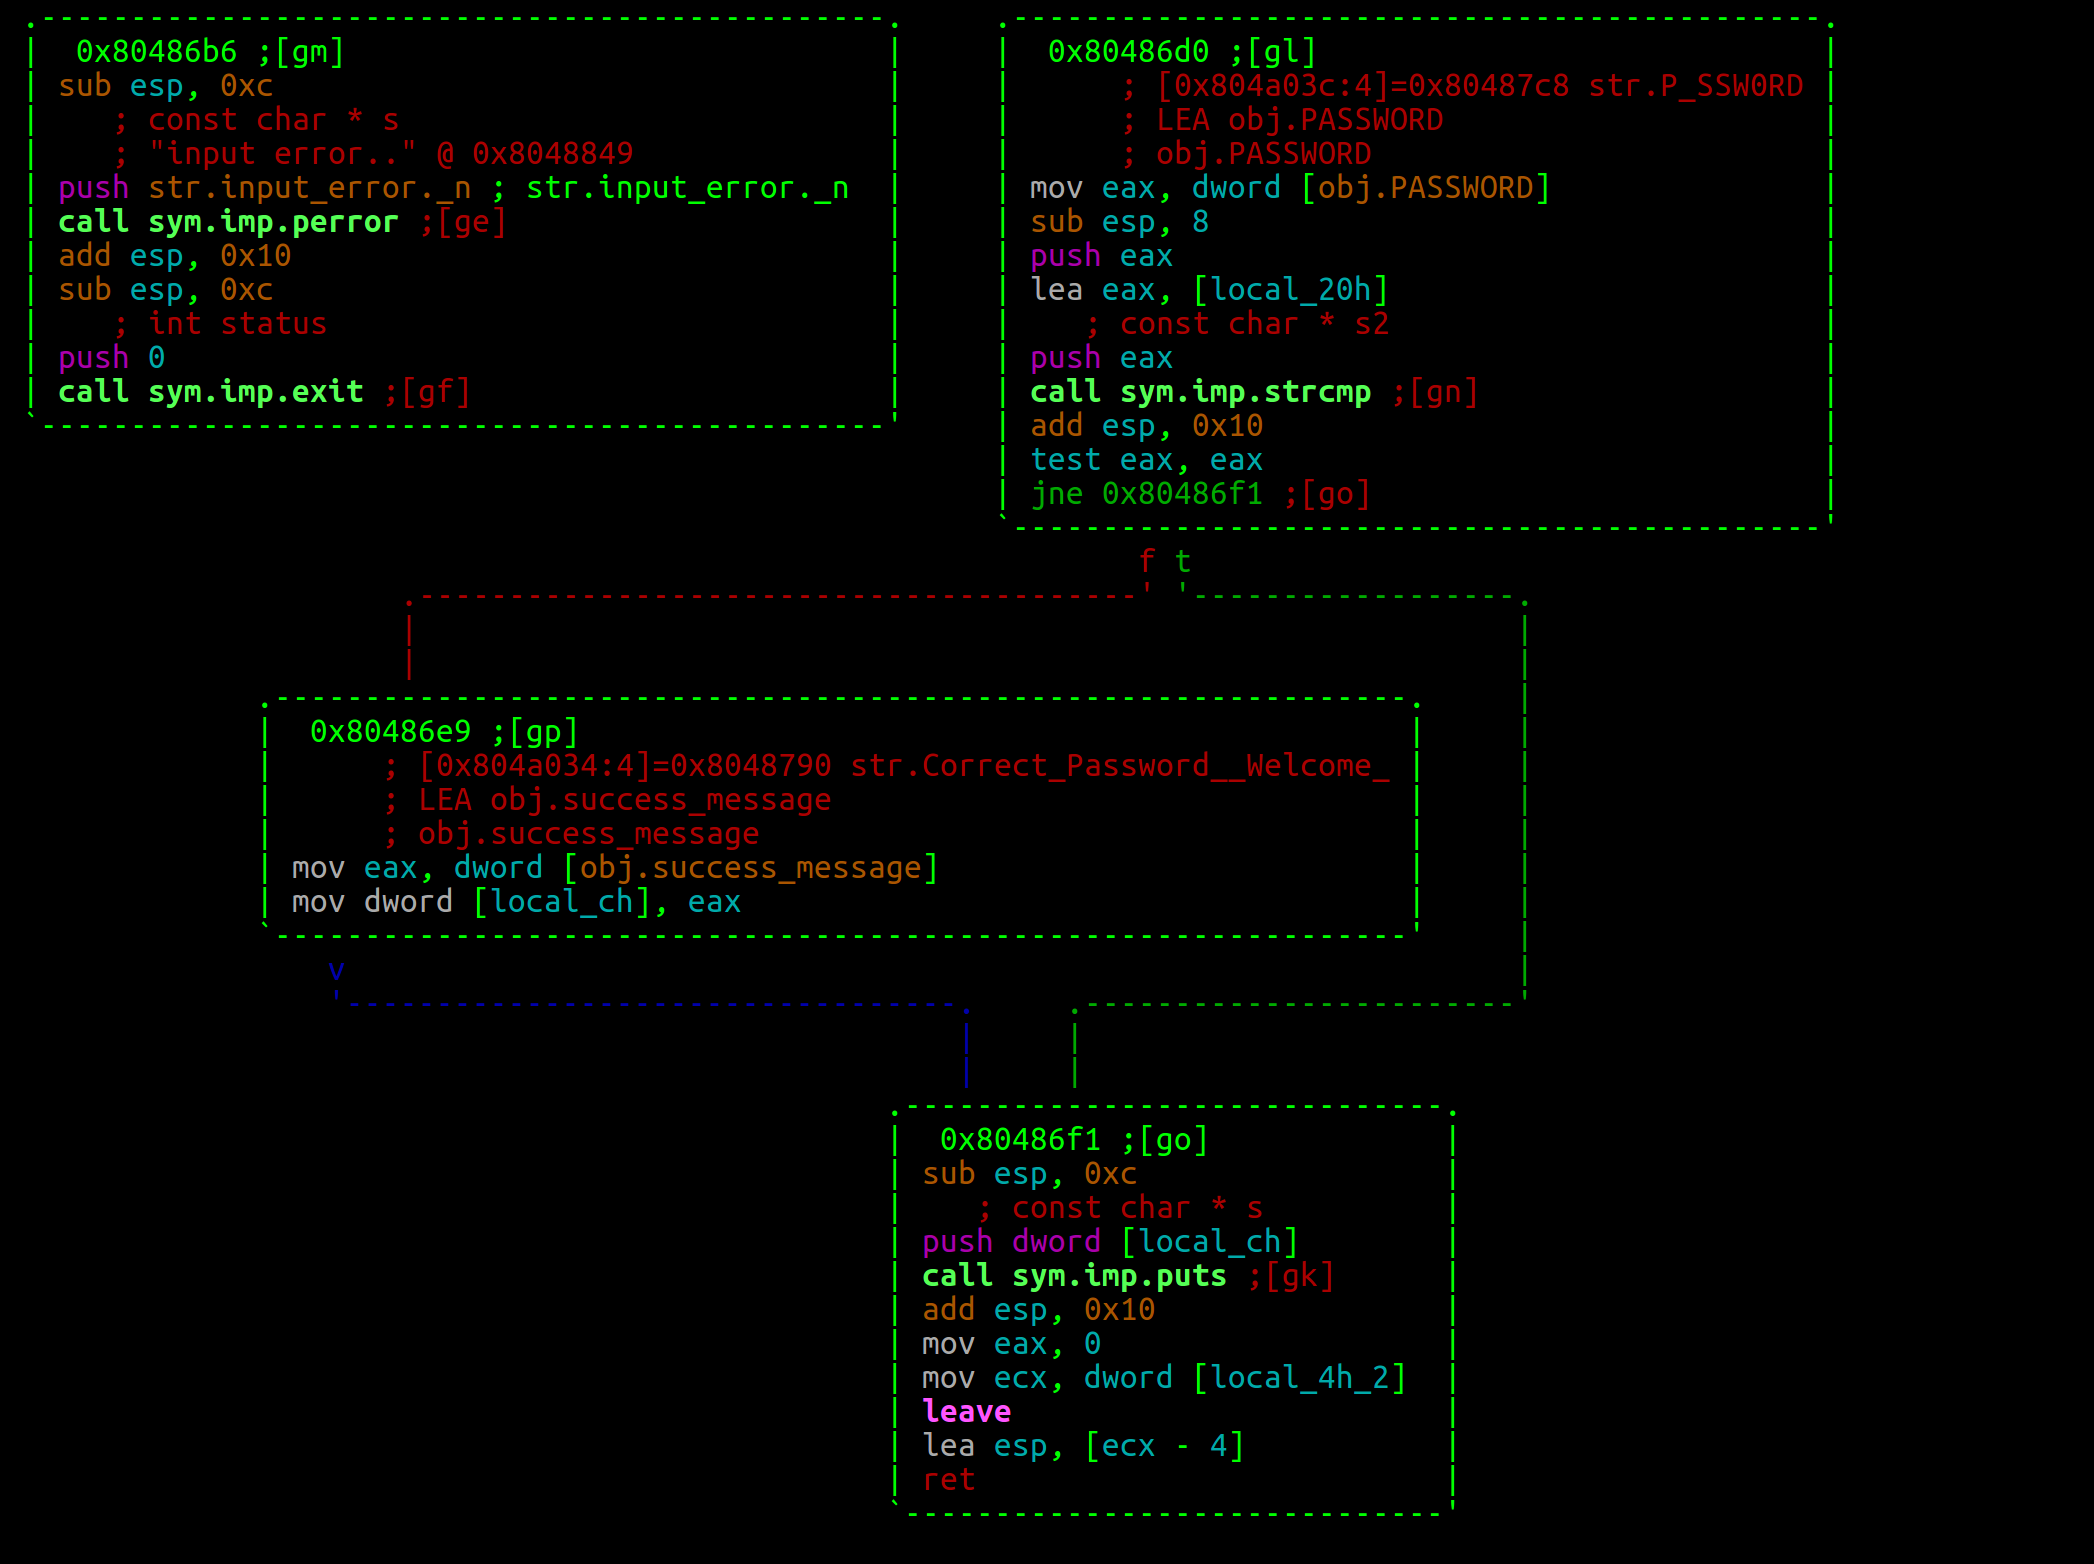 0x80486b6 ;[gm]
sub esp, 0xc
; const char * s
; "input error.." @ 0x8048849
push str.input_error._n ; str.input_error._n
call sym.imp.perror ;[ge]
add esp, 0x10
sub esp, 0xc
; int status
push 0
call sym.imp.exit ;[gf]
0x80486d0 ;[gl]
; [0x804a03c:4]=0x80487c8 str.P_SSW0RD
; LEA obj.PASSWORD
; obj.PASSWORD
mov eax, dword [obj.PASSWORD]
sub esp, 8
push eax
lea eax, [local_20h]
; const char * s2
push eax
call sym.imp.strcmp ;[gn]
add esp, 0x10
test eax, eax
jne 0x80486f1 ;[go]
f t
0x80486e9 ;[gp]
; [0x804a034:4]=0x8048790 str.Correct_Password__Welcome_
; LEA obj.success_message
; obj.success_message
mov eax, dword [obj.success_message]
mov dword [local_ch], eax
v
0x80486f1 ;[go]
sub esp, 0xc
; const char * s
push dword [local_ch]
call sym.imp.puts ;[gk]
add esp, 0x10
mov eax, 0
mov ecx, dword [local_4h_2]
leave
lea esp, [ecx - 4]
ret